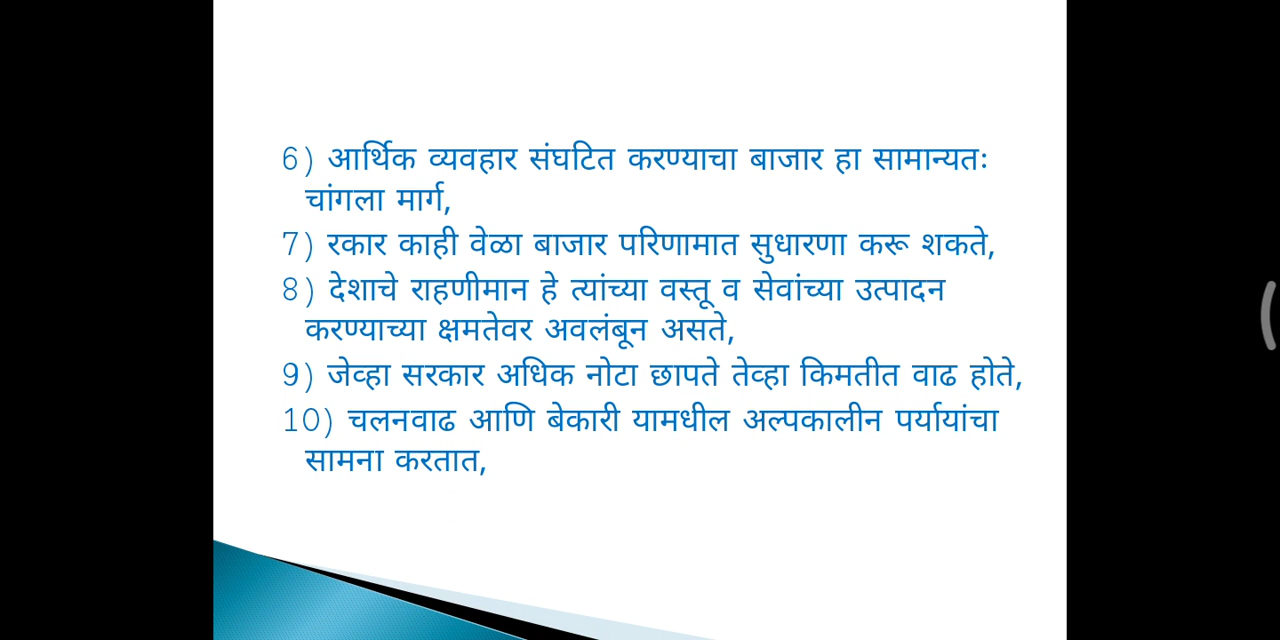 6) आर्थिक व्यवहार संघटित करण्याचा बाजार हा सामान्यतः
चांगला मार्ग,
7) रकार काही वेळा बाजार परिणामात सुधारणा करू शकते,
8) देशाचे राहणीमान हे त्यांच्या वस्तू व सेवांच्या उत्पादन
करण्याच्या क्षमतेवर अवलंबून असते,
9) जेव्हा सरकार अधिक नोटा छापते तेव्हा किमतीत वाढ होते,
10) चलनवाढ आणि बेकारी यामधील अल्पकालीन पर्यायांचा
सामना करतात,